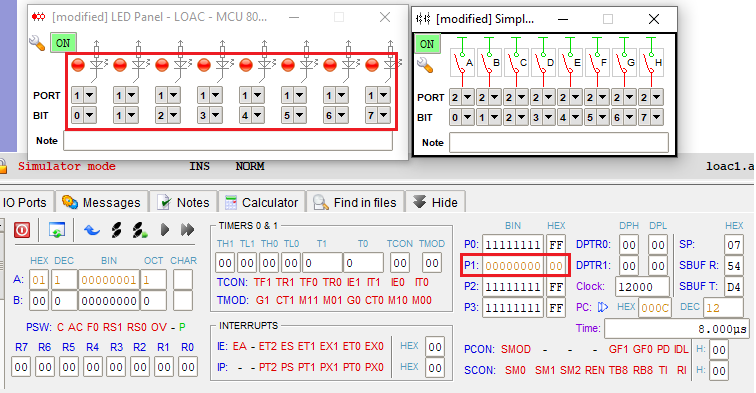 [modified] LED Panel - LOAC - MCU 80...
ON
PORT 1 1 1 1 1 1 1 1
BIT 0 1 2 3 4 5 6 7
Note
[modified] Simpl...
ON
A B C D E F G H
PORT 2 2 2 2 2 2 2 2
BIT 0 1 2 3 4 5 6 7
Note
Simulator mode INS NORM loac1.a
IO Ports Messages Notes Calculator Find in files Hide
HEX DEC BIN OCT CHAR
A: 01 1 00000001 1
B: 00 0 00000000 0
PSW: C AC F0 RS1 RS0 OV - P
R7 R6 R5 R4 R3 R2 R1 R0
00 00 00 00 00 00 00 00
TIMERS 0 & 1
TH1 TL1 TH0 TL0 T1 T0 TCON TMOD
00 00 00 00 0 0 00 00
TCON: TF1 TR1 TF0 TR0 IE1 IT1 IE0 IT0
TMOD: G1 CT1 M11 M01 G0 CT0 M10 M00
INTERRUPTS
IE: EA - ET2 ES ET1 EX1 ET0 EX0 HEX 00
IP: - - PT2 PS PT1 PX1 PT0 PX0 HEX 00
BIN HEX
P0: 11111111 FF
P1: 00000000 00
P2: 11111111 FF
P3: 11111111 FF
DPH DPL
DPTR0: 00 00
DPTR1: 00 00
Clock: 12000
PC: HEX 000C DEC 12
Time: 8.000µs
HEX
SP: 07
SBUF R: 54
SBUF T: D4
PCON: SMOD - - - GF1 GF0 PD IDL H: 00
SCON: SM0 SM1 SM2 REN TB8 RB8 TI RI H: 00